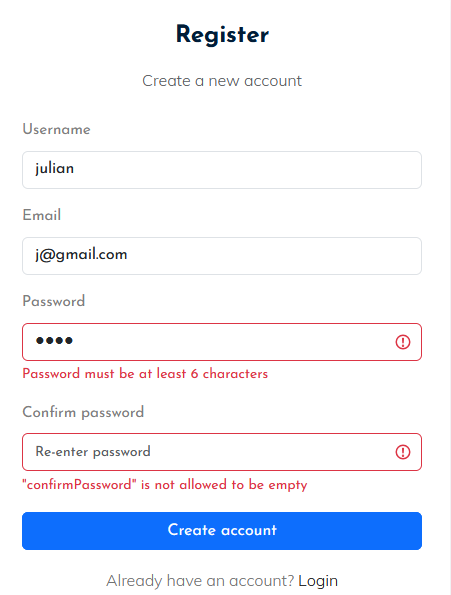 Register
Create a new account
Username
julian
Email
j@gmail.com
Password
••••
Password must be at least 6 characters
Confirm password
Re-enter password
"confirmPassword" is not allowed to be empty
Create account
Already have an account? Login